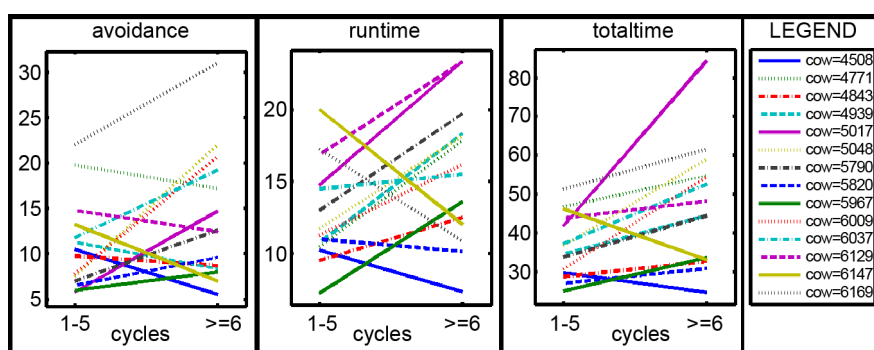 avoidance
30
25
20
15
10
5
1-5
>=6
cycles
runtime
20
15
10
1-5
>=6
cycles
totaltime
80
70
60
50
40
30
1-5
>=6
cycles
LEGEND
cow=4508
cow=4771
cow=4843
cow=4939
cow=5017
cow=5048
cow=5790
cow=5820
cow=5967
cow=6009
cow=6037
cow=6129
cow=6147
cow=6169